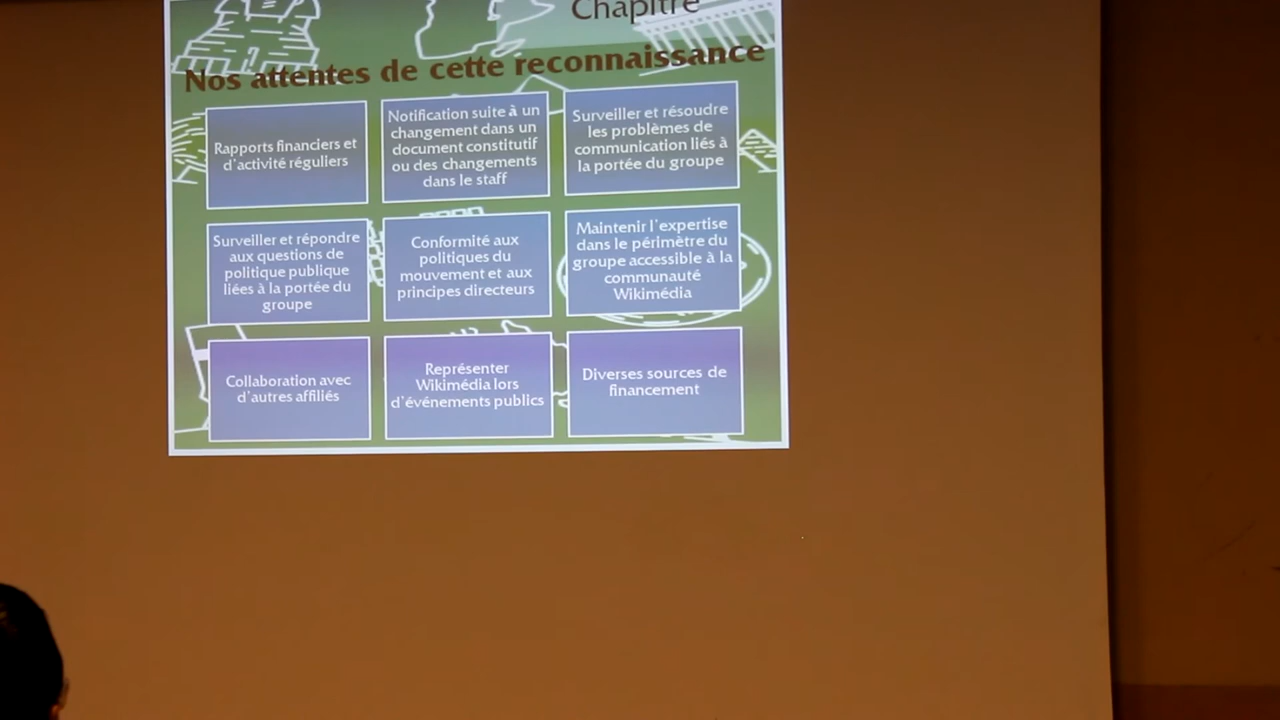 Chapitre
Nos attentes de cette reconnaissance
Rapports financiers et
d'activité réguliers
Notification suite à un
changement dans un
document constitutif
ou des changements
dans le staff
Surveiller et résoudre
les problèmes de
communication liés à
la portée du groupe
Surveiller et répondre
aux questions de
politique publique
liées à la portée du
groupe
Conformité aux
politiques du
mouvement et aux
principes directeurs
Maintenir l'expertise
dans le périmètre du
groupe accessible à la
communauté
Wikimédia
Collaboration avec
d'autres affiliés
Représenter
Wikimédia lors
d'événements publics
Diverses sources de
financement